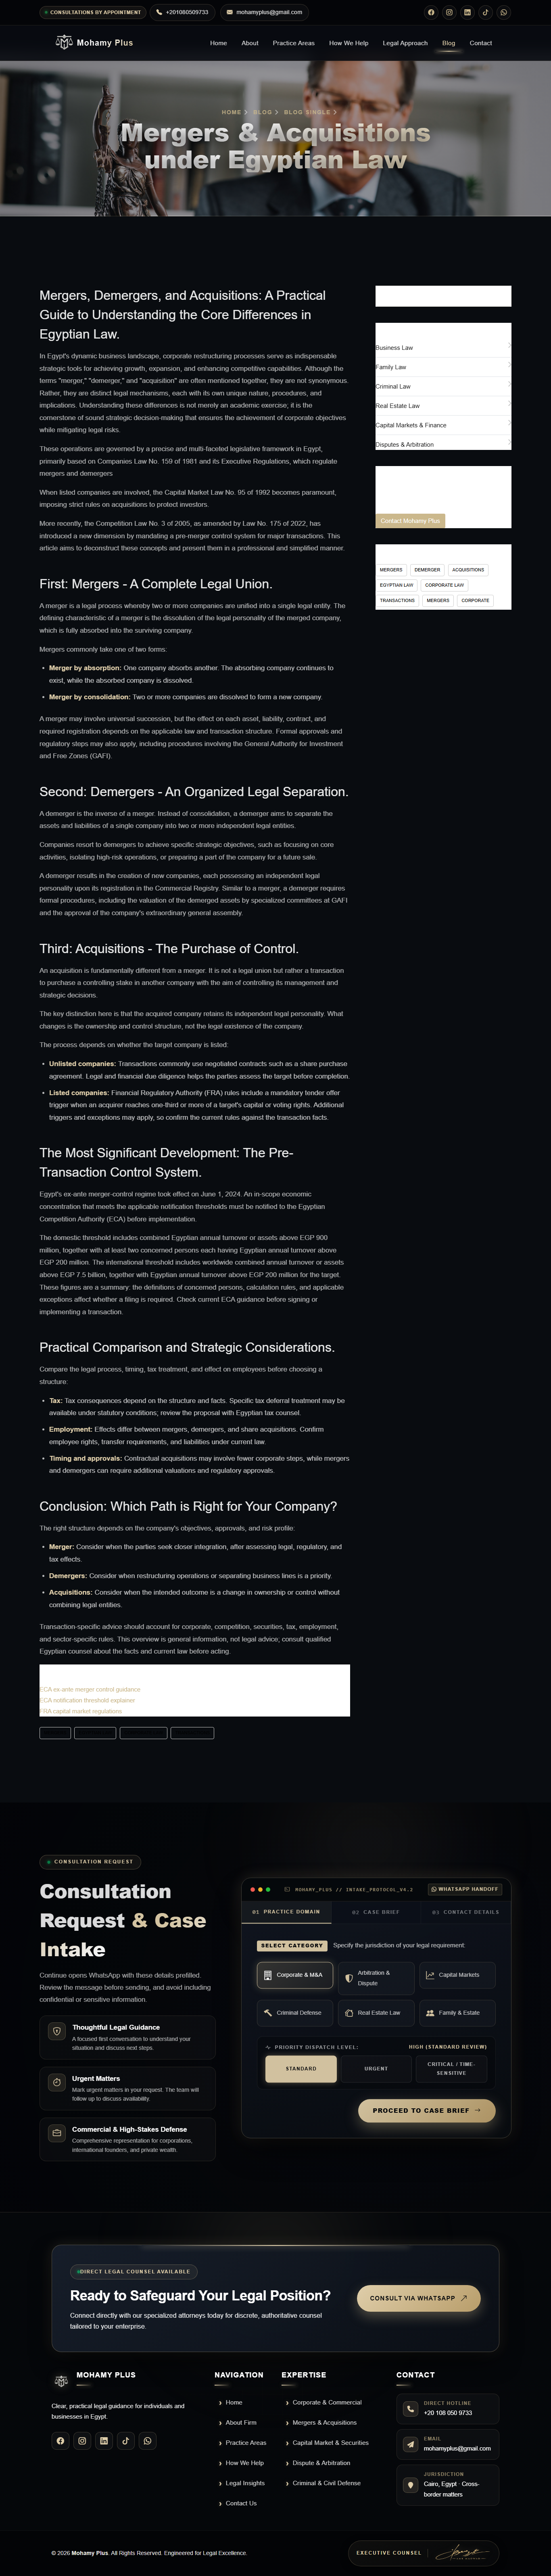 CONSULTATIONS BY APPOINTMENT
+201080509733
mohamyplus@gmail.com
Mohamy Plus
Home
About
Practice Areas
How We Help
Legal Approach
Blog
Contact
HOME
BLOG
BLOG SINGLE
Mergers & Acquisitions
under Egyptian Law
Mergers, Demergers, and Acquisitions: A Practical
Guide to Understanding the Core Differences in
Egyptian Law.
In Egypt's dynamic business landscape, corporate restructuring processes serve as indispensable
strategic tools for achieving growth, expansion, and enhancing competitive capabilities. Although the
terms "merger," "demerger," and "acquisition" are often mentioned together, they are not synonymous.
Rather, they are distinct legal mechanisms, each with its own unique nature, procedures, and
implications. Understanding these differences is not merely an academic exercise; it is the
cornerstone of sound strategic decision-making that ensures the achievement of corporate objectives
while mitigating legal risks.
These operations are governed by a precise and multi-faceted legislative framework in Egypt,
primarily based on Companies Law No. 159 of 1981 and its Executive Regulations, which regulate
mergers and demergers
When listed companies are involved, the Capital Market Law No. 95 of 1992 becomes paramount,
imposing strict rules on acquisitions to protect investors.
More recently, the Competition Law No. 3 of 2005, as amended by Law No. 175 of 2022, has
introduced a new dimension by mandating a pre-merger control system for major transactions. This
article aims to deconstruct these concepts and present them in a professional and simplified manner.
First: Mergers - A Complete Legal Union.
A merger is a legal process whereby two or more companies are unified into a single legal entity. The
defining characteristic of a merger is the dissolution of the legal personality of the merged company,
which is fully absorbed into the surviving company.
Mergers commonly take one of two forms:
• Merger by absorption: One company absorbs another. The absorbing company continues to
exist, while the absorbed company is dissolved.
• Merger by consolidation: Two or more companies are dissolved to form a new company.
A merger may involve universal succession, but the effect on each asset, liability, contract, and
required registration depends on the applicable law and transaction structure. Formal approvals and
regulatory steps may also apply, including procedures involving the General Authority for Investment
and Free Zones (GAFI).
Second: Demergers - An Organized Legal Separation.
A demerger is the inverse of a merger. Instead of consolidation, a demerger aims to separate the
assets and liabilities of a single company into two or more independent legal entities.
Companies resort to demergers to achieve specific strategic objectives, such as focusing on core
activities, isolating high-risk operations, or preparing a part of the company for a future sale.
A demerger results in the creation of new companies, each possessing an independent legal
personality upon its registration in the Commercial Registry. Similar to a merger, a demerger requires
formal procedures, including the valuation of the demerged assets by specialized committees at GAFI
and the approval of the company's extraordinary general assembly.
Third: Acquisitions - The Purchase of Control.
An acquisition is fundamentally different from a merger. It is not a legal union but rather a transaction
to purchase a controlling stake in another company with the aim of controlling its management and
strategic decisions.
The key distinction here is that the acquired company retains its independent legal personality. What
changes is the ownership and control structure, not the legal existence of the company.
The process depends on whether the target company is listed:
• Unlisted companies: Transactions commonly use negotiated contracts such as a share purchase
agreement. Legal and financial due diligence helps the parties assess the target before completion.
• Listed companies: Financial Regulatory Authority (FRA) rules include a mandatory tender offer
trigger when an acquirer reaches one-third or more of a target's capital or voting rights. Additional
triggers and exceptions may apply, so confirm the current rules against the transaction facts.
The Most Significant Development: The Pre-
Transaction Control System.
Egypt's ex-ante merger-control regime took effect on June 1, 2024. An in-scope economic
concentration that meets the applicable notification thresholds must be notified to the Egyptian
Competition Authority (ECA) before implementation.
The domestic threshold includes combined Egyptian annual turnover or assets above EGP 900
million, together with at least two concerned persons each having Egyptian annual turnover above
EGP 200 million. The international threshold includes worldwide combined annual turnover or assets
above EGP 7.5 billion, together with Egyptian annual turnover above EGP 200 million for the target.
These figures are a summary: the definitions of concerned persons, calculation rules, and applicable
exceptions affect whether a filing is required. Check current ECA guidance before signing or
implementing a transaction.
Practical Comparison and Strategic Considerations.
Compare the legal process, timing, tax treatment, and effect on employees before choosing a
structure:
• Tax: Tax consequences depend on the structure and facts. Specific tax deferral treatment may be
available under statutory conditions; review the proposal with Egyptian tax counsel.
• Employment: Effects differ between mergers, demergers, and share acquisitions. Confirm
employee rights, transfer requirements, and liabilities under current law.
• Timing and approvals: Contractual acquisitions may involve fewer corporate steps, while mergers
and demergers can require additional valuations and regulatory approvals.
Conclusion: Which Path is Right for Your Company?
The right structure depends on the company's objectives, approvals, and risk profile:
• Merger: Consider when the parties seek closer integration, after assessing legal, regulatory, and
tax effects.
• Demergers: Consider when restructuring operations or separating business lines is a priority.
• Acquisitions: Consider when the intended outcome is a change in ownership or control without
combining legal entities.
Transaction-specific advice should account for corporate, competition, securities, tax, employment,
and sector-specific rules. This overview is general information, not legal advice; consult qualified
Egyptian counsel about the facts and current law before acting.
ECA ex-ante merger control guidance
ECA notification threshold explainer
FRA capital market regulations
Business Law
Family Law
Criminal Law
Real Estate Law
Capital Markets & Finance
Disputes & Arbitration
Contact Mohamy Plus
MERGERS
DEMERGER
ACQUISITIONS
EGYPTIAN LAW
CORPORATE LAW
TRANSACTIONS
MERGERS
CORPORATE
CONSULTATION REQUEST
Consultation
Request & Case
Intake
Continue opens WhatsApp with these details prefilled.
Review the message before sending, and avoid including
confidential or sensitive information.
Thoughtful Legal Guidance
A focused first conversation to understand your
situation and discuss next steps.
Urgent Matters
Mark urgent matters in your request. The team will
follow up to discuss availability.
Commercial & High-Stakes Defense
Comprehensive representation for corporations,
international founders, and private wealth.
MOHAMY_PLUS // INTAKE_PROTOCOL_V4.2
WHATSAPP HANDOFF
01 PRACTICE DOMAIN
02 CASE BRIEF
03 CONTACT DETAILS
SELECT CATEGORY
Specify the jurisdiction of your legal requirement:
Corporate & M&A
Arbitration &
Dispute
Capital Markets
Criminal Defense
Real Estate Law
Family & Estate
PRIORITY DISPATCH LEVEL:
HIGH (STANDARD REVIEW)
STANDARD
URGENT
CRITICAL / TIME-
SENSITIVE
PROCEED TO CASE BRIEF
DIRECT LEGAL COUNSEL AVAILABLE
Ready to Safeguard Your Legal Position?
Connect directly with our specialized attorneys today for discrete, authoritative counsel
tailored to your enterprise.
CONSULT VIA WHATSAPP
MOHAMY PLUS
Clear, practical legal guidance for individuals and
businesses in Egypt.
NAVIGATION
Home
About Firm
Practice Areas
How We Help
Legal Insights
Contact Us
EXPERTISE
Corporate & Commercial
Mergers & Acquisitions
Capital Market & Securities
Dispute & Arbitration
Criminal & Civil Defense
CONTACT
DIRECT HOTLINE
+20 108 050 9733
EMAIL
mohamyplus@gmail.com
JURISDICTION
Cairo, Egypt · Cross-
border matters
© 2026 Mohamy Plus. All Rights Reserved. Engineered for Legal Excellence.
EXECUTIVE COUNSEL